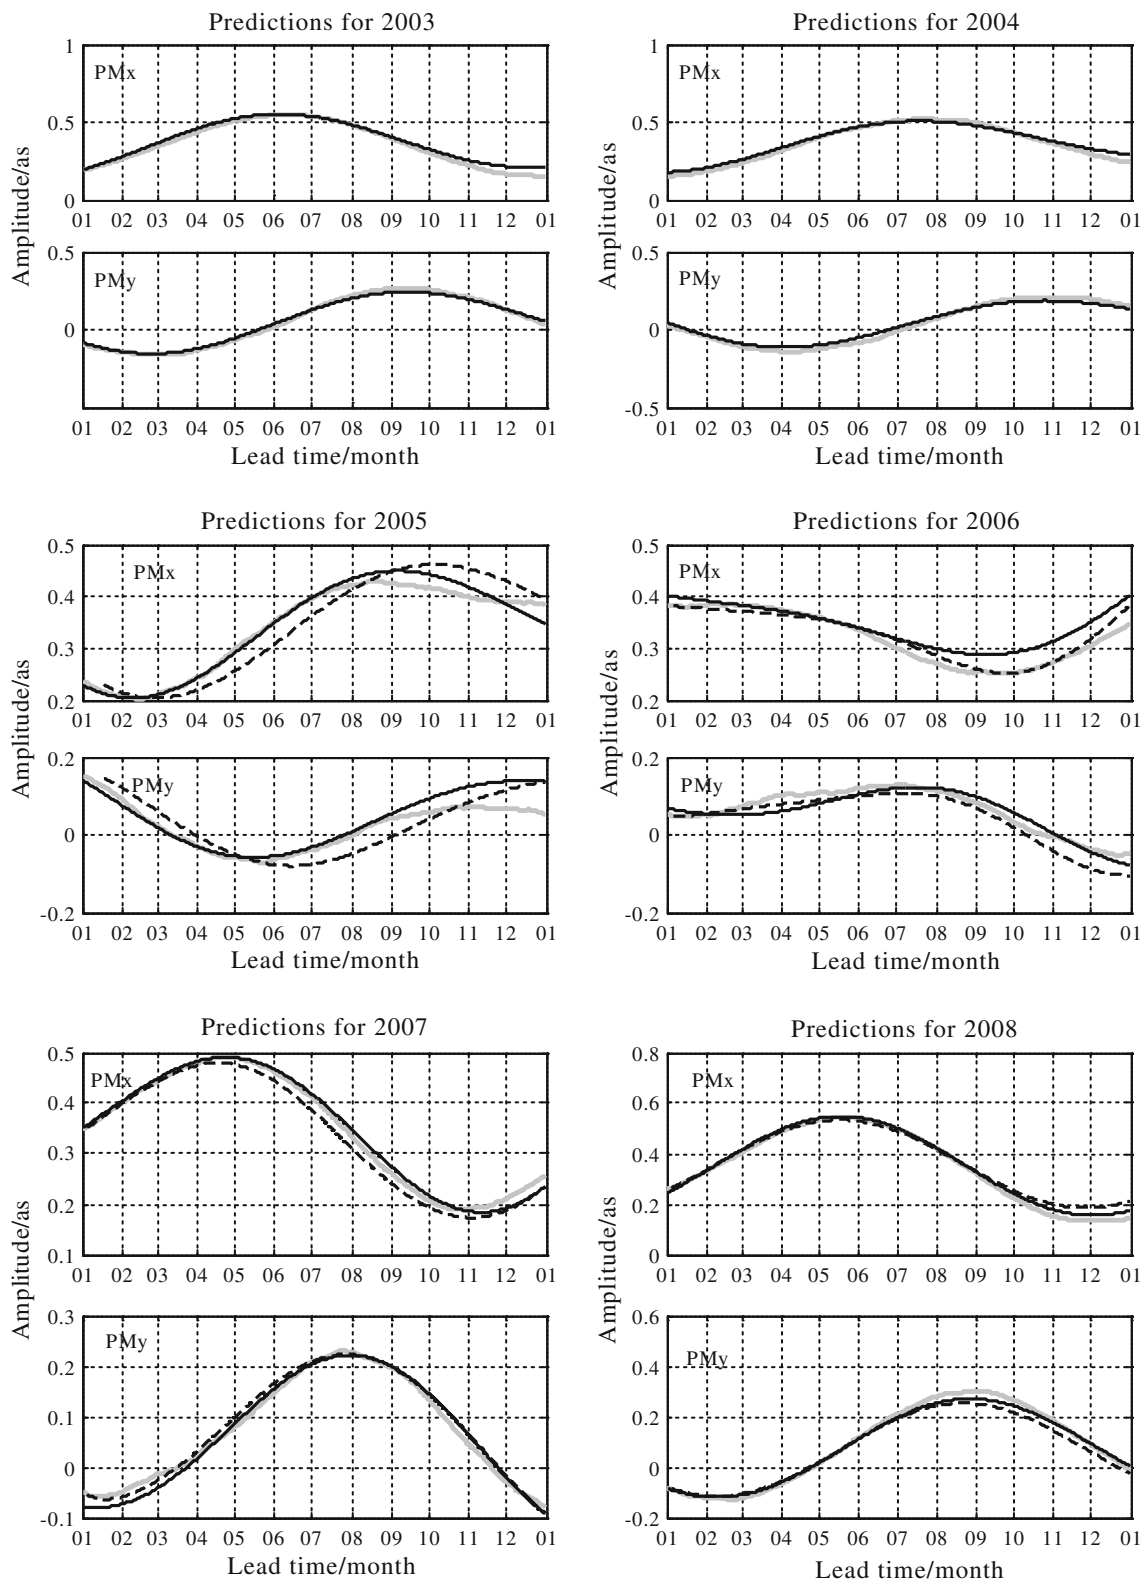 Predictions for 2003
1
PMx
0.5
0
01 02 03 04 05 06 07 08 09 10 11 12 01
Amplitude/as
0.5
PMy
0
01 02 03 04 05 06 07 08 09 10 11 12 01
Lead time/month
Predictions for 2004
1
PMx
0.5
0
01 02 03 04 05 06 07 08 09 10 11 12 01
Amplitude/as
0.5
PMy
0
-0.5
01 02 03 04 05 06 07 08 09 10 11 12 01
Lead time/month
Predictions for 2005
0.5
PMx
0.4
0.3
0.2
01 02 03 04 05 06 07 08 09 10 11 12 01
Amplitude/as
0.2
PMy
0
-0.2
01 02 03 04 05 06 07 08 09 10 11 12 01
Lead time/month
Predictions for 2006
0.5
PMx
0.4
0.3
0.2
01 02 03 04 05 06 07 08 09 10 11 12 01
Amplitude/as
0.2
PMy
0
-0.2
01 02 03 04 05 06 07 08 09 10 11 12 01
Lead time/month
Predictions for 2007
0.5
PMx
0.4
0.3
0.2
0.1
01 02 03 04 05 06 07 08 09 10 11 12 01
Amplitude/as
0.3
PMy
0.2
0.1
0
-0.1
01 02 03 04 05 06 07 08 09 10 11 12 01
Lead time/month
Predictions for 2008
0.8
PMx
0.6
0.4
0.2
0
01 02 03 04 05 06 07 08 09 10 11 12 01
Amplitude/as
0.6
PMy
0.4
0.2
0
-0.2
01 02 03 04 05 06 07 08 09 10 11 12 01
Lead time/month